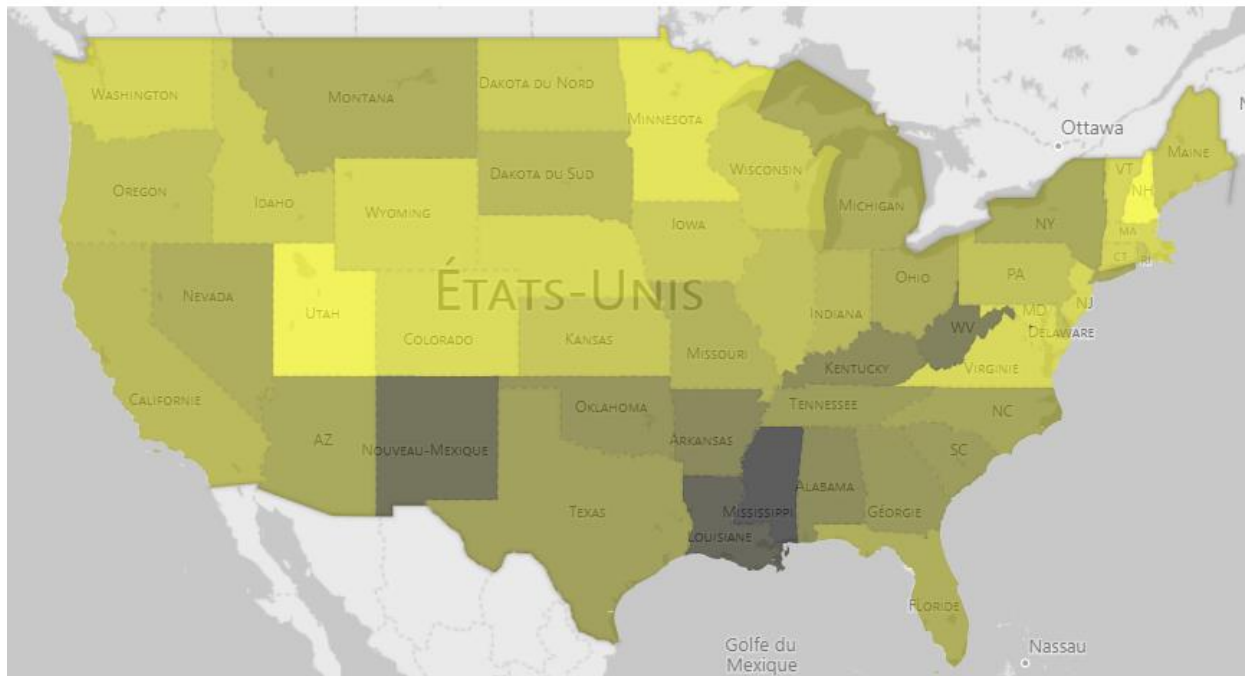 Ottawa
WASHINGTON
MONTANA
DAKOTA DU NORD
MINNESOTA
MAINE
VT
NH
OREGON
IDAHO
DAKOTA DU SUD
WISCONSIN
MICHIGAN
WYOMING
IOWA
NY
MA
CT
RI
ÉTATS-UNIS
NEVADA
UTAH
COLORADO
KANSAS
MISSOURI
INDIANA
OHIO
PA
NJ
MD
DELAWARE
WV
KENTUCKY
VIRGINIE
CALIFORNIE
AZ
NOUVEAU-MEXIQUE
OKLAHOMA
ARKANSAS
TENNESSEE
NC
SC
TEXAS
LOUISIANE
MISSISSIPPI
ALABAMA
GÉORGIE
FLORIDE
Golfe du
Mexique
Nassau